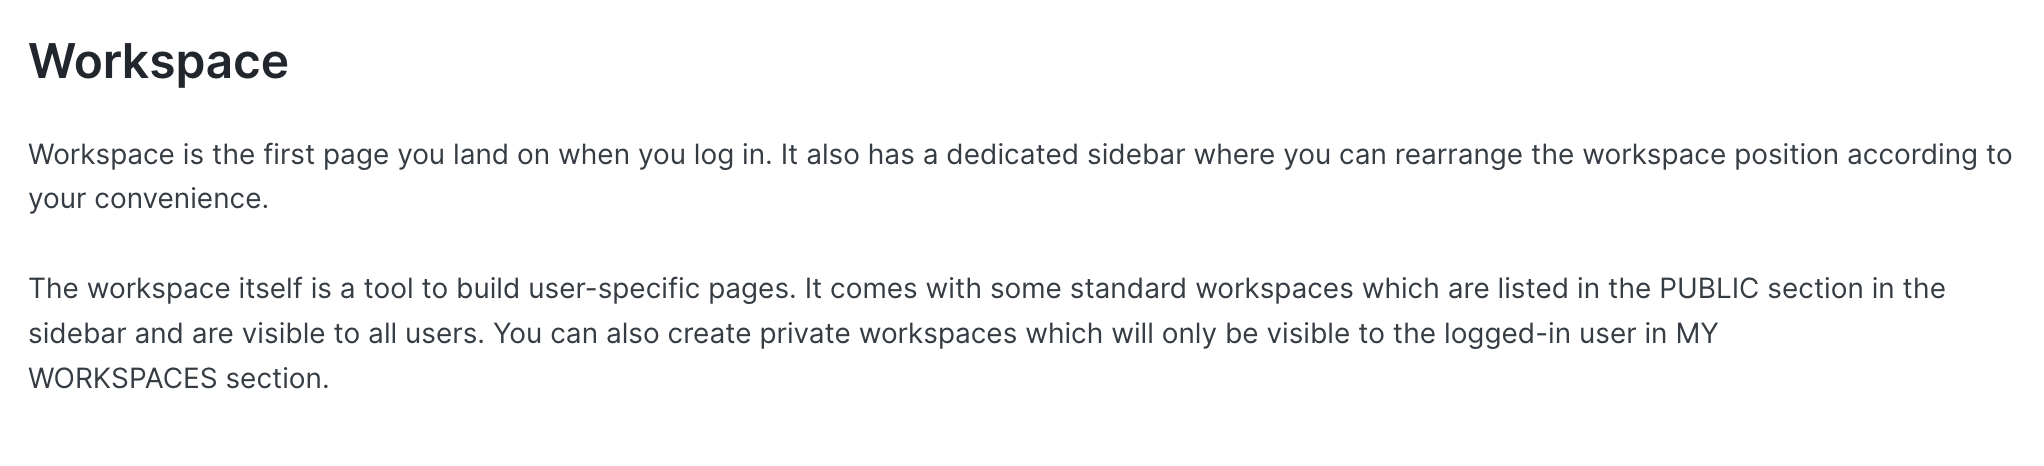 Workspace
Workspace is the first page you land on when you log in. It also has a dedicated sidebar where you can rearrange the workspace position according to
your convenience.
The workspace itself is a tool to build user-specific pages. It comes with some standard workspaces which are listed in the PUBLIC section in the
sidebar and are visible to all users. You can also create private workspaces which will only be visible to the logged-in user in MY
WORKSPACES section.